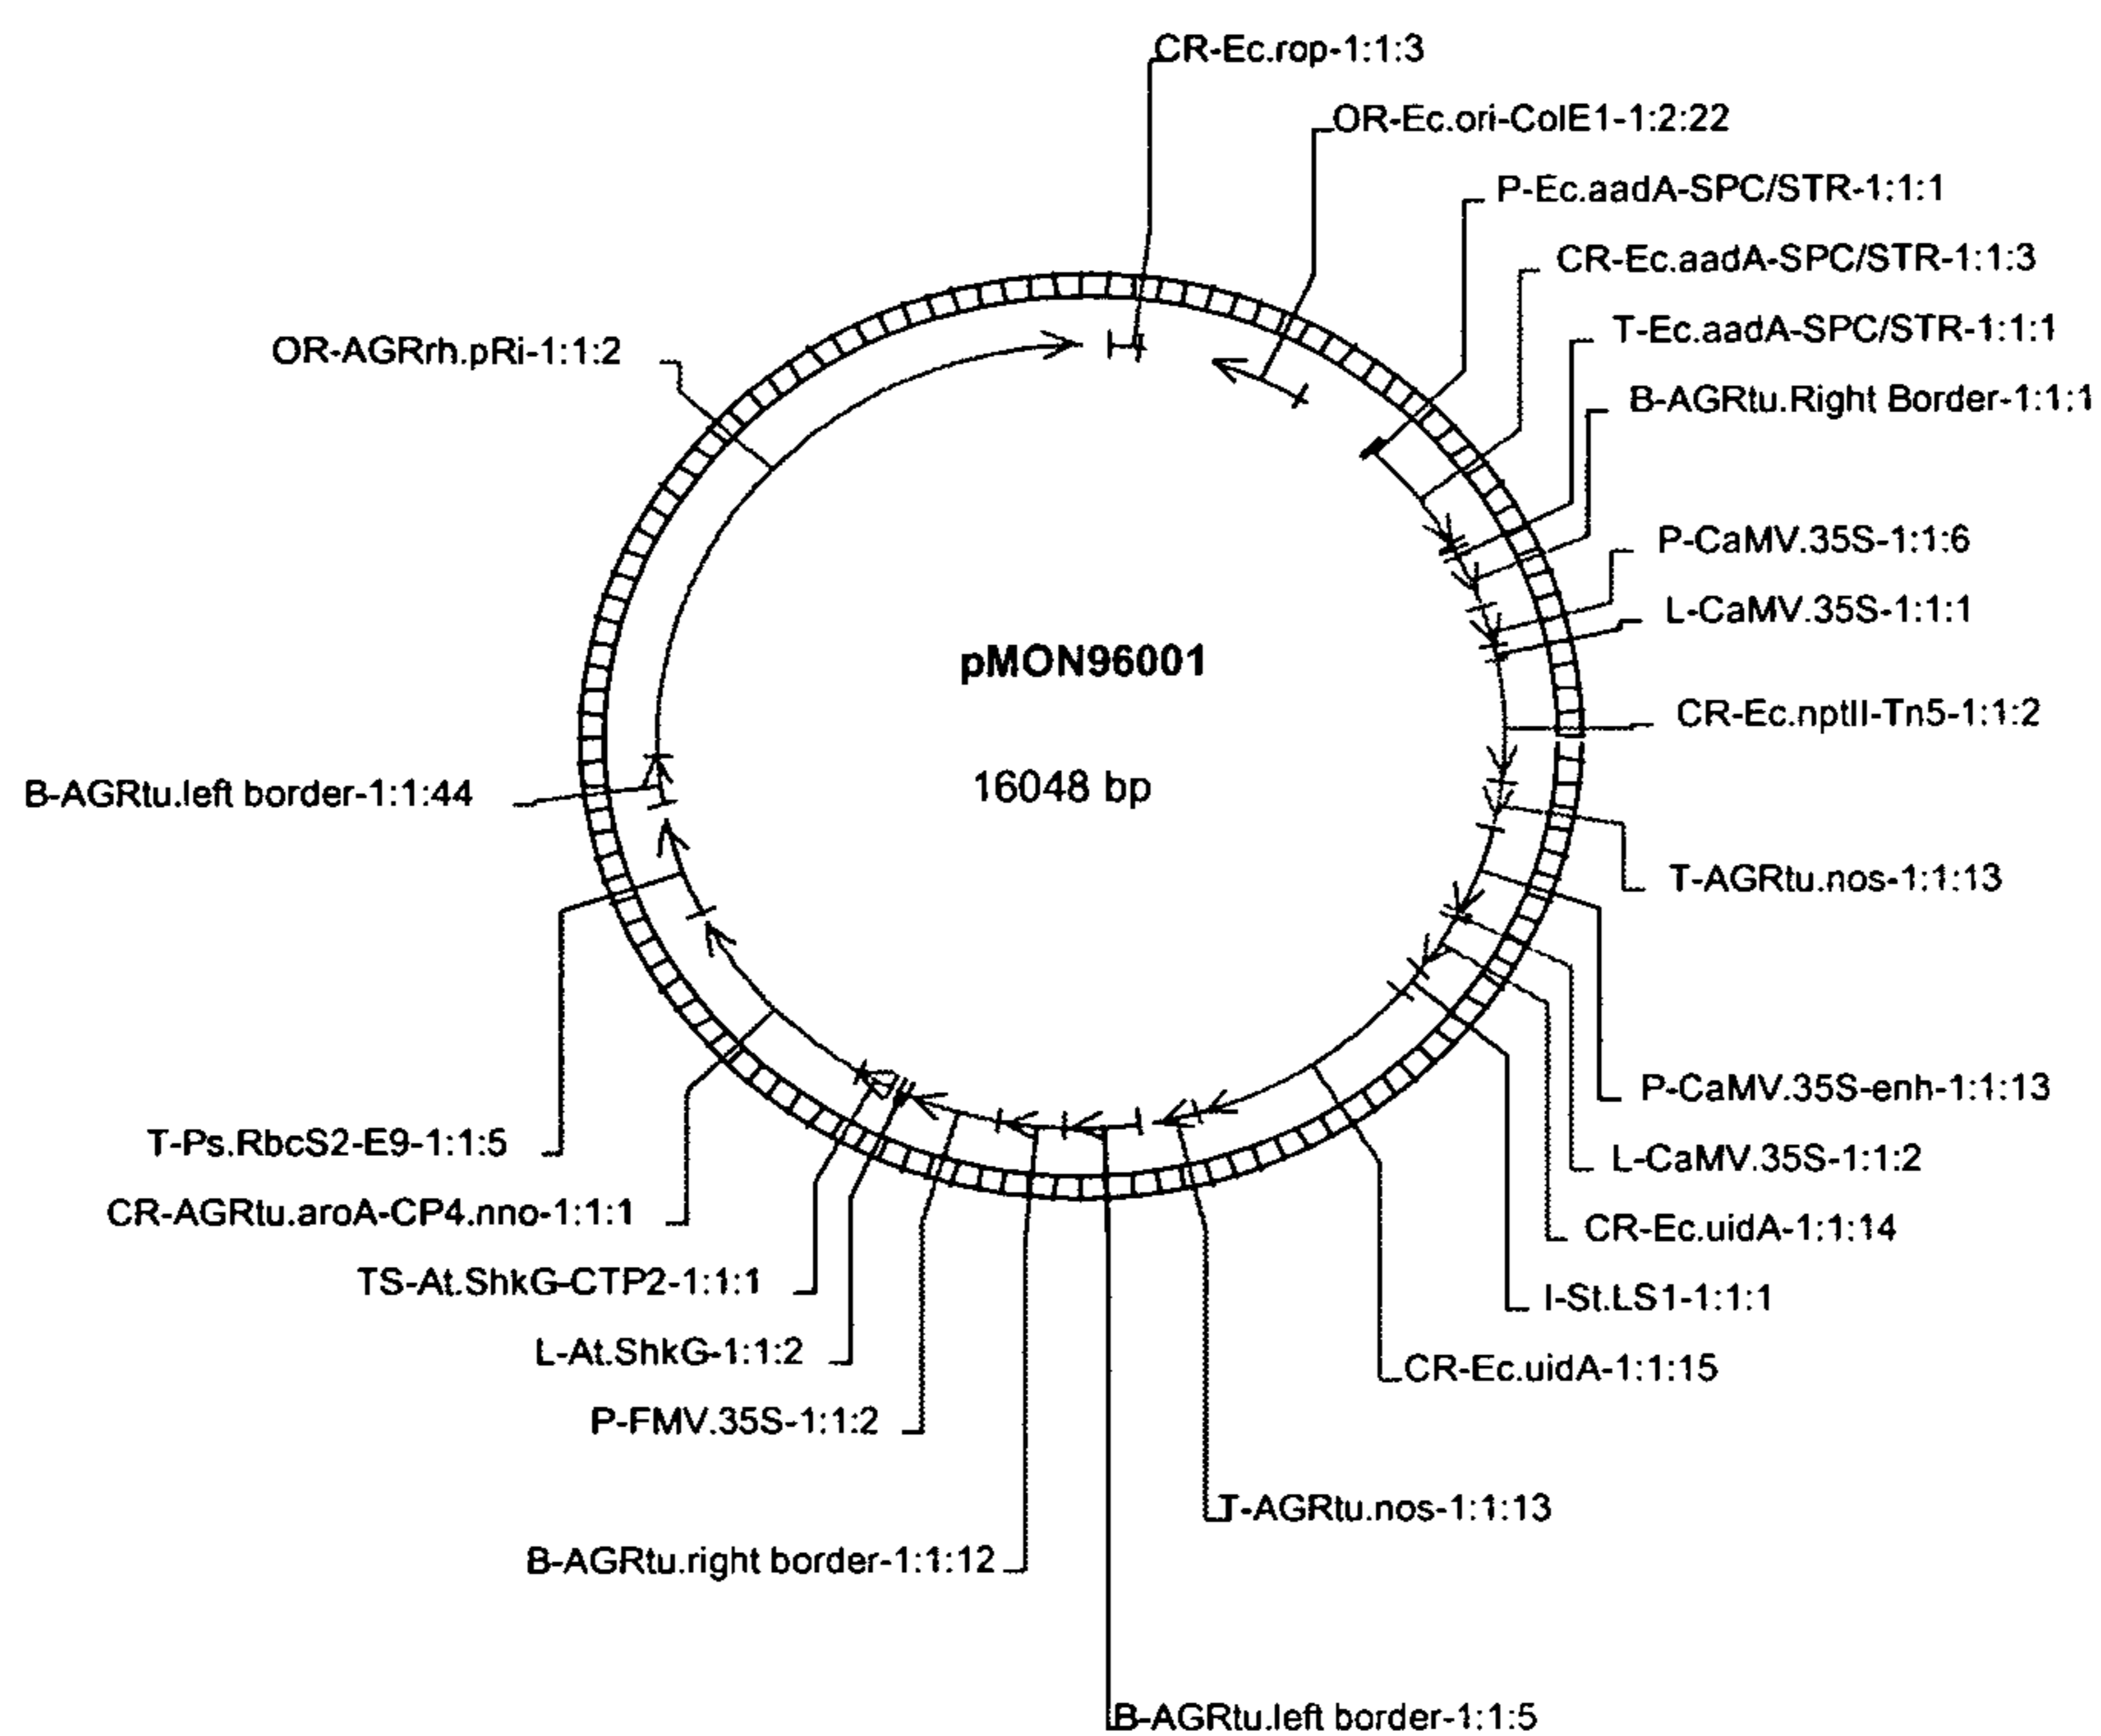 CR-Ec.rop-1:1:3
OR-Ec.ori-ColE1-1:2:22
P-Ec.aadA-SPC/STR-1:1:1
CR-Ec.aadA-SPC/STR-1:1:3
T-Ec.aadA-SPC/STR-1:1:1
OR-AGRrh.pRi-1:1:2
B-AGRtu.Right Border-1:1:1
P-CaMV.35S-1:1:6
L-CaMV.35S-1:1:1
pMON96001
CR-Ec.nptII-Tn5-1:1:2
16048 bp
B-AGRtu.left border-1:1:44
T-AGRtu.nos-1:1:13
P-CaMV.35S-enh-1:1:13
T-Ps.RbcS2-E9-1:1:5
L-CaMV.35S-1:1:2
CR-AGRtu.aroA-CP4.nno-1:1:1
CR-Ec.uidA-1:1:14
TS-At.ShkG-CTP2-1:1:1
I-St.LS1-1:1:1
L-At.ShkG-1:1:2
CR-Ec.uidA-1:1:15
P-FMV.35S-1:1:2
T-AGRtu.nos-1:1:13
B-AGRtu.right border-1:1:12
B-AGRtu.left border-1:1:5